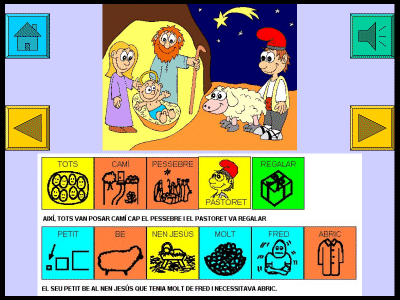 TOTS CAMÍ PESSEBRE PASTORET REGALAR
AIXÍ, TOTS VAN POSAR CAMÍ CAP EL PESSEBRE I EL PASTORET VA REGALAR
PETIT BE NEN JESÚS MOLT FRED ABRIC
EL SEU PETIT BE AL NEN JESÚS QUE TENIA MOLT DE FRED I NECESSITAVA ABRIC.